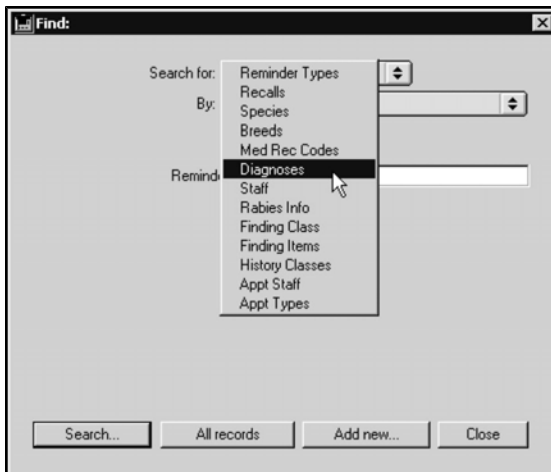 Find:
Search for:
By:
Remind
Reminder Types
Recalls
Species
Breeds
Med Rec Codes
Diagnoses
Staff
Rabies Info
Finding Class
Finding Items
History Classes
Appt Staff
Appt Types
Search...
All records
Add new...
Close